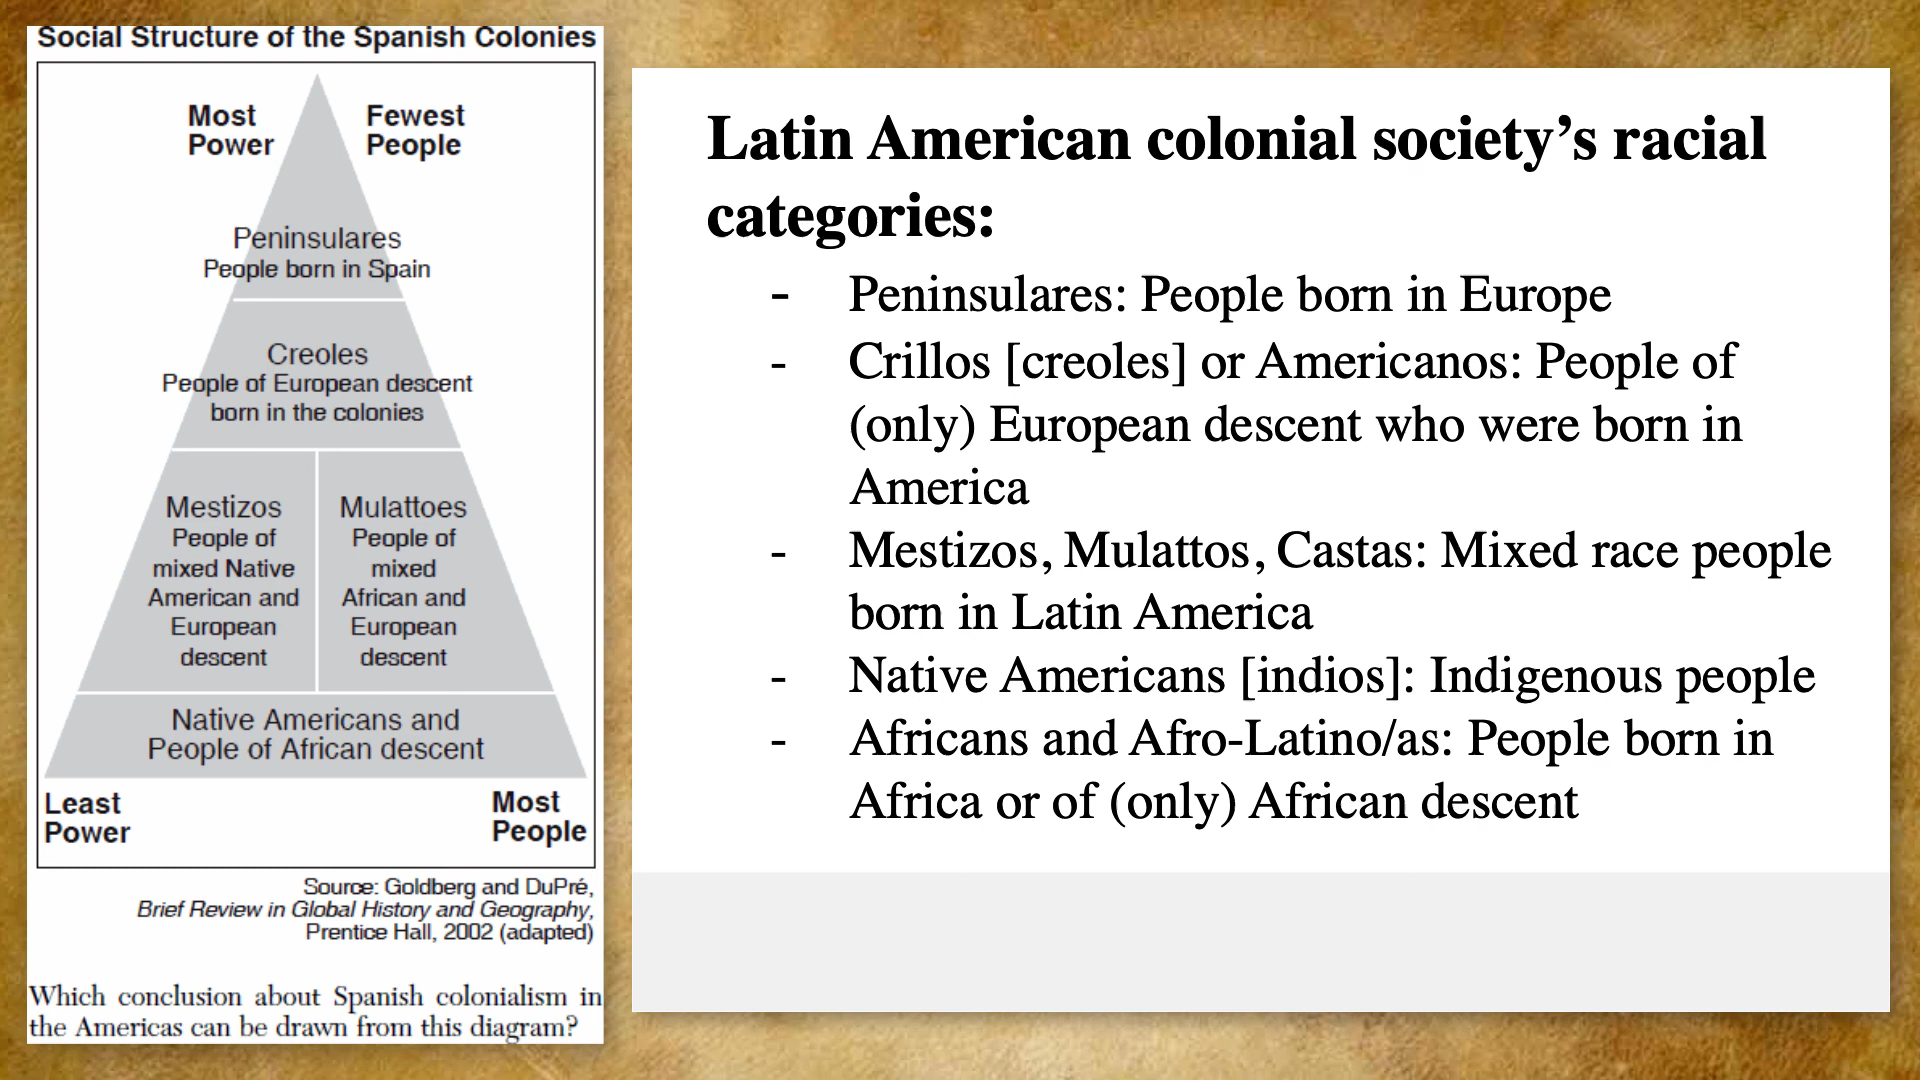 Social Structure of the Spanish Colonies
Most
Power
Fewest
People
Peninsulares
People born in Spain
Creoles
People of European descent
born in the colonies
Mestizos
People of
mixed Native
American and
European
descent
Mulattoes
People of
mixed
African and
European
descent
Native Americans and
People of African descent
Least
Power
Most
People
Source: Goldberg and DuPré,
Brief Review in Global History and Geography,
Prentice Hall, 2002 (adapted)
Which conclusion about Spanish colonialism in
the Americas can be drawn from this diagram?
Latin American colonial society’s racial
categories:
- Peninsulares: People born in Europe
- Crillos [creoles] or Americanos: People of
(only) European descent who were born in
America
- Mestizos, Mulattos, Castas: Mixed race people
born in Latin America
- Native Americans [indios]: Indigenous people
- Africans and Afro-Latino/as: People born in
Africa or of (only) African descent